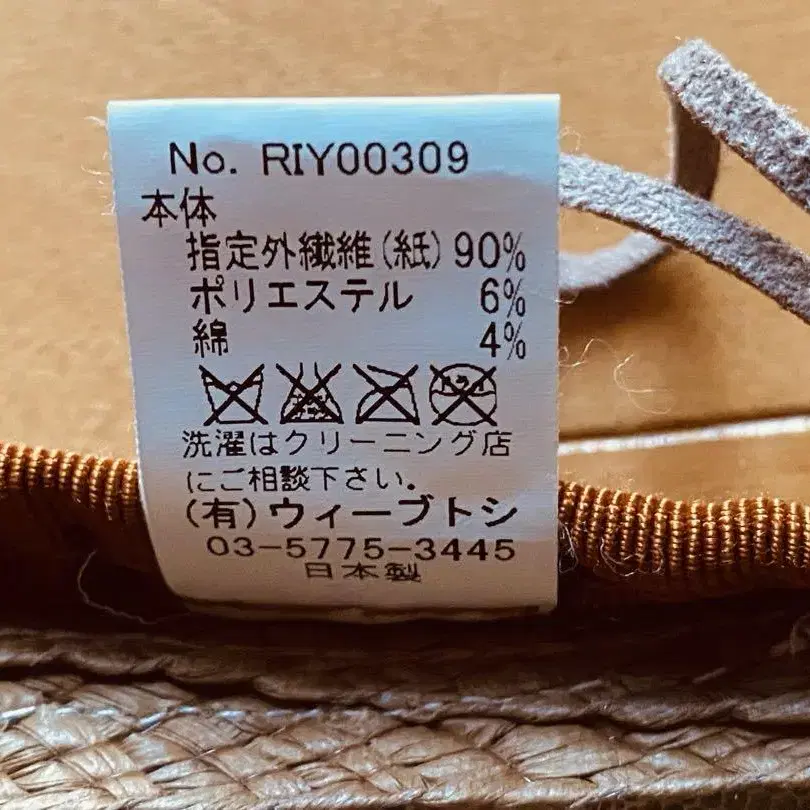 No. RIY00309
本体
指定外繊維(紙) 90%
ポリエステル 6%
綿 4%
洗濯はクリーニング店
にご相談下さい.
(有)ウィーブトシ
03-5775-3445
日本製